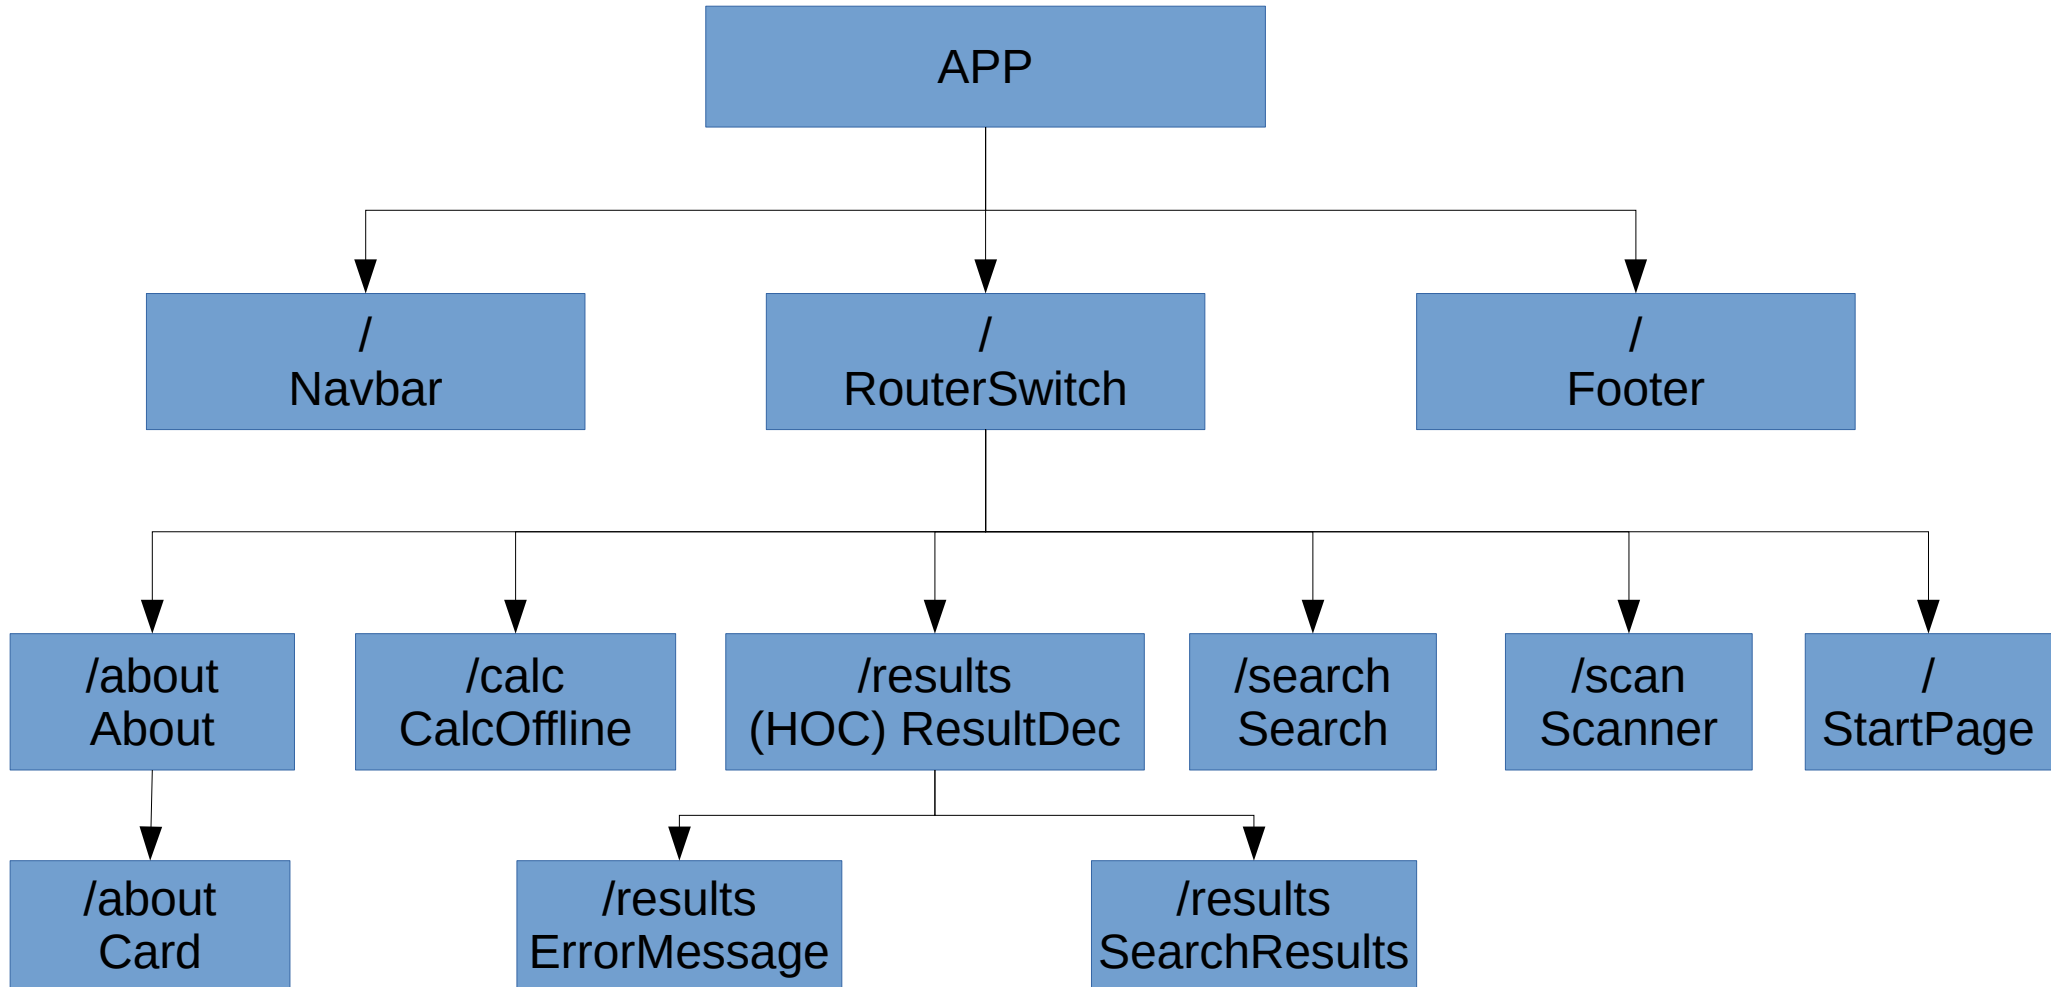 APP
/
Navbar
/
RouterSwitch
/
Footer
/about
About
/calc
CalcOffline
/results
(HOC) ResultDec
/search
Search
/scan
Scanner
/
StartPage
/about
Card
/results
ErrorMessage
/results
SearchResults